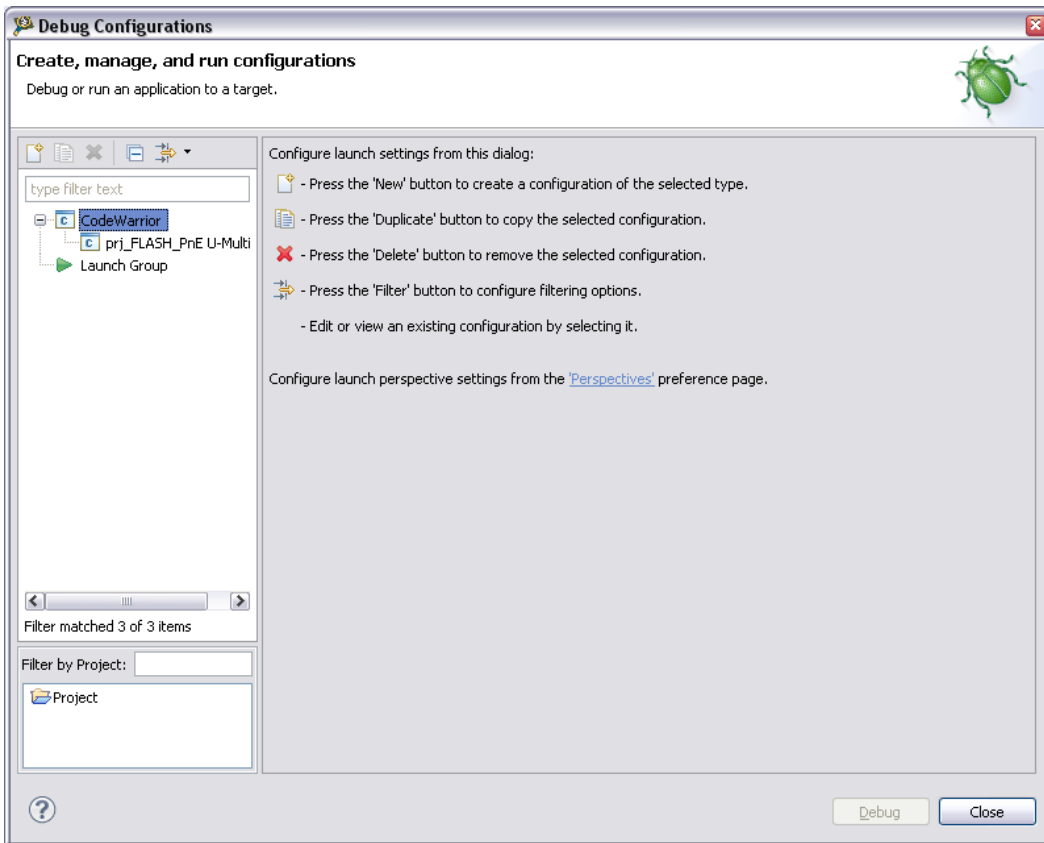 Debug Configurations
Create, manage, and run configurations
Debug or run an application to a target.
type filter text
CodeWarrior
prj_FLASH_PnE U-Multi
Launch Group
Filter matched 3 of 3 items
Filter by Project:
Project
Configure launch settings from this dialog:
- Press the 'New' button to create a configuration of the selected type.
- Press the 'Duplicate' button to copy the selected configuration.
- Press the 'Delete' button to remove the selected configuration.
- Press the 'Filter' button to configure filtering options.
- Edit or view an existing configuration by selecting it.
Configure launch perspective settings from the 'Perspectives' preference page.
Debug
Close